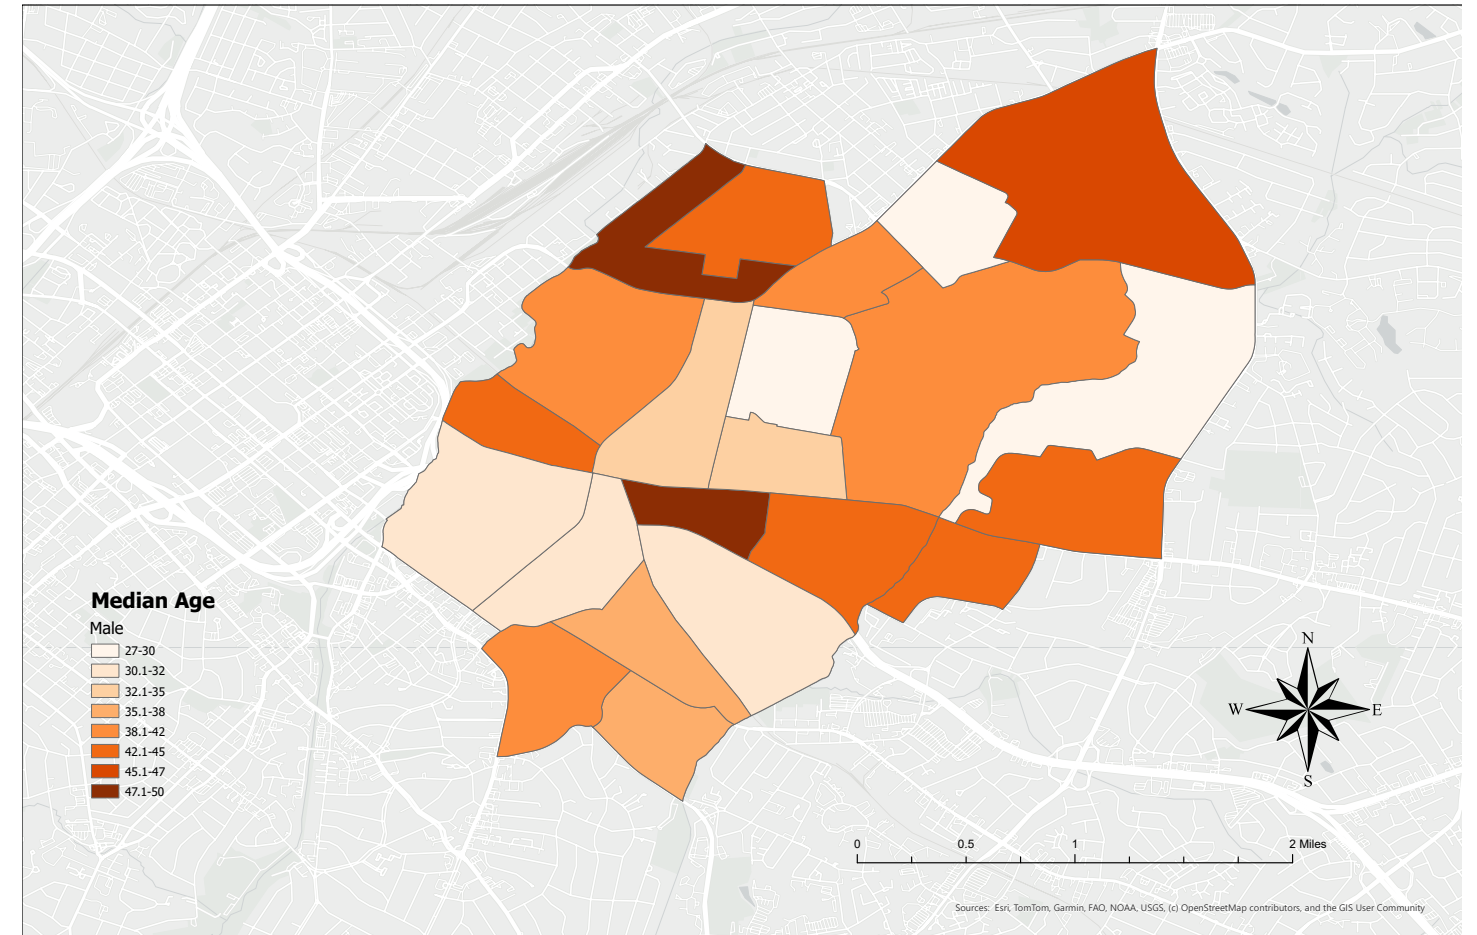 Median Age
Male
27-30
30.1-32
32.1-35
35.1-38
38.1-42
42.1-45
45.1-47
47.1-50
N
W E
S
0 0.5 1 2 Miles
Sources: Esri, TomTom, Garmin, FAO, NOAA, USGS, (c) OpenStreetMap contributors, and the GIS User Community